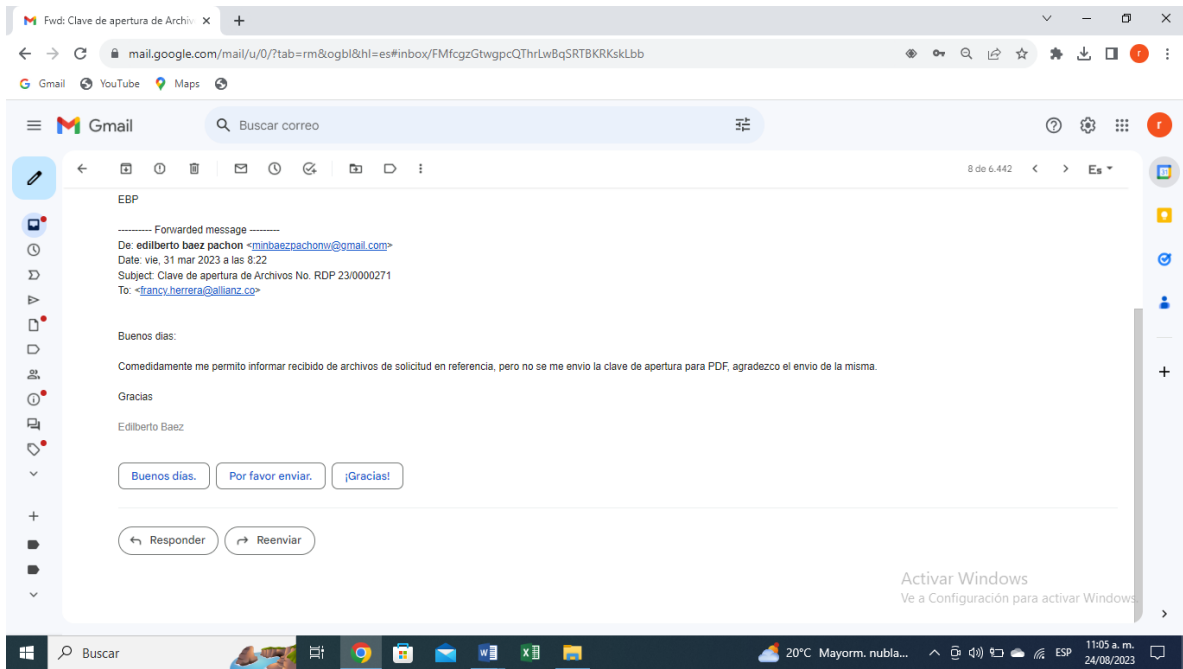 Fwd: Clave de apertura de Archiv
mail.google.com/mail/u/0/?tab=rm&ogbl&hl=es#inbox/FMfcgzGtwgpcQThrLwBqSRTBKRKskLbb
r
Gmail YouTube Maps
Gmail
Buscar correo
r
8 de 6.442
Es
31
EBP
---------- Forwarded message ---------
De: edilberto baez pachon <minbaezpachonw@gmail.com>
Date: vie, 31 mar 2023 a las 8:22
Subject: Clave de apertura de Archivos No. RDP 23/0000271
To: <francy.herrera@allianz.co>
Buenos dias:
Comedidamente me permito informar recibido de archivos de solicitud en referencia, pero no se me envio la clave de apertura para PDF, agradezco el envio de la misma.
Gracias
Edilberto Baez
Buenos días. Por favor enviar. ¡Gracias!
Responder Reenviar
Activar Windows
Ve a Configuración para activar Windows.
Buscar
20°C Mayorm. nubla...
ESP
11:05 a. m.
24/08/2023